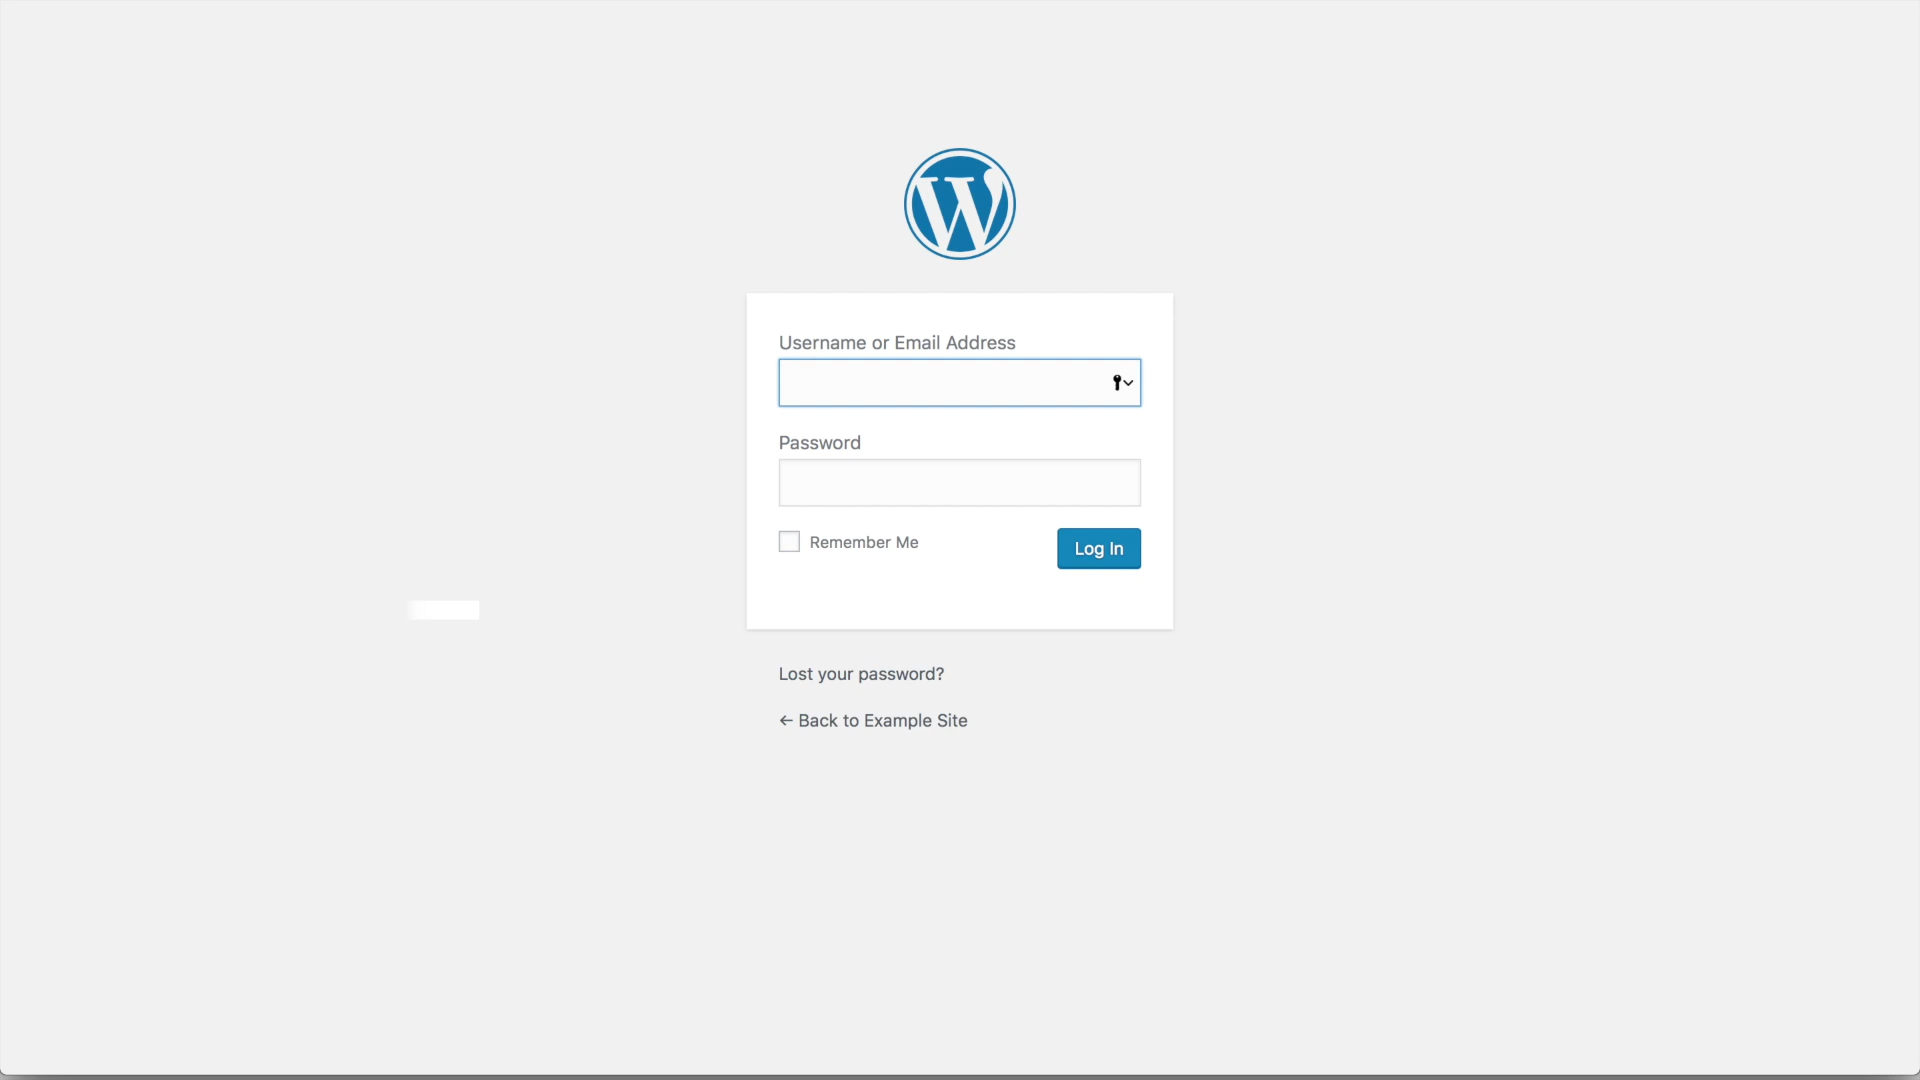 Username or Email Address
Password
Remember Me
Log In
Lost your password?
← Back to Example Site